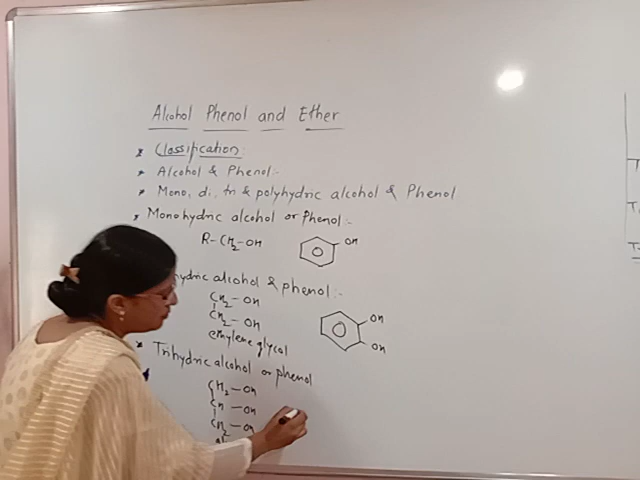 Alcohol Phenol and Ether
* Classification:
* Alcohol & Phenol:-
* Mono, di, tri & polyhydric alcohol & Phenol
* Monohydric alcohol or Phenol:-
R-CH2-OH OH
hydric alcohol & phenol:-
CH2-OH
CH2-OH OH
OH
ethylene glycol
* Trihydric alcohol or phenol
CH2-OH
CH-OH
CH2-OH